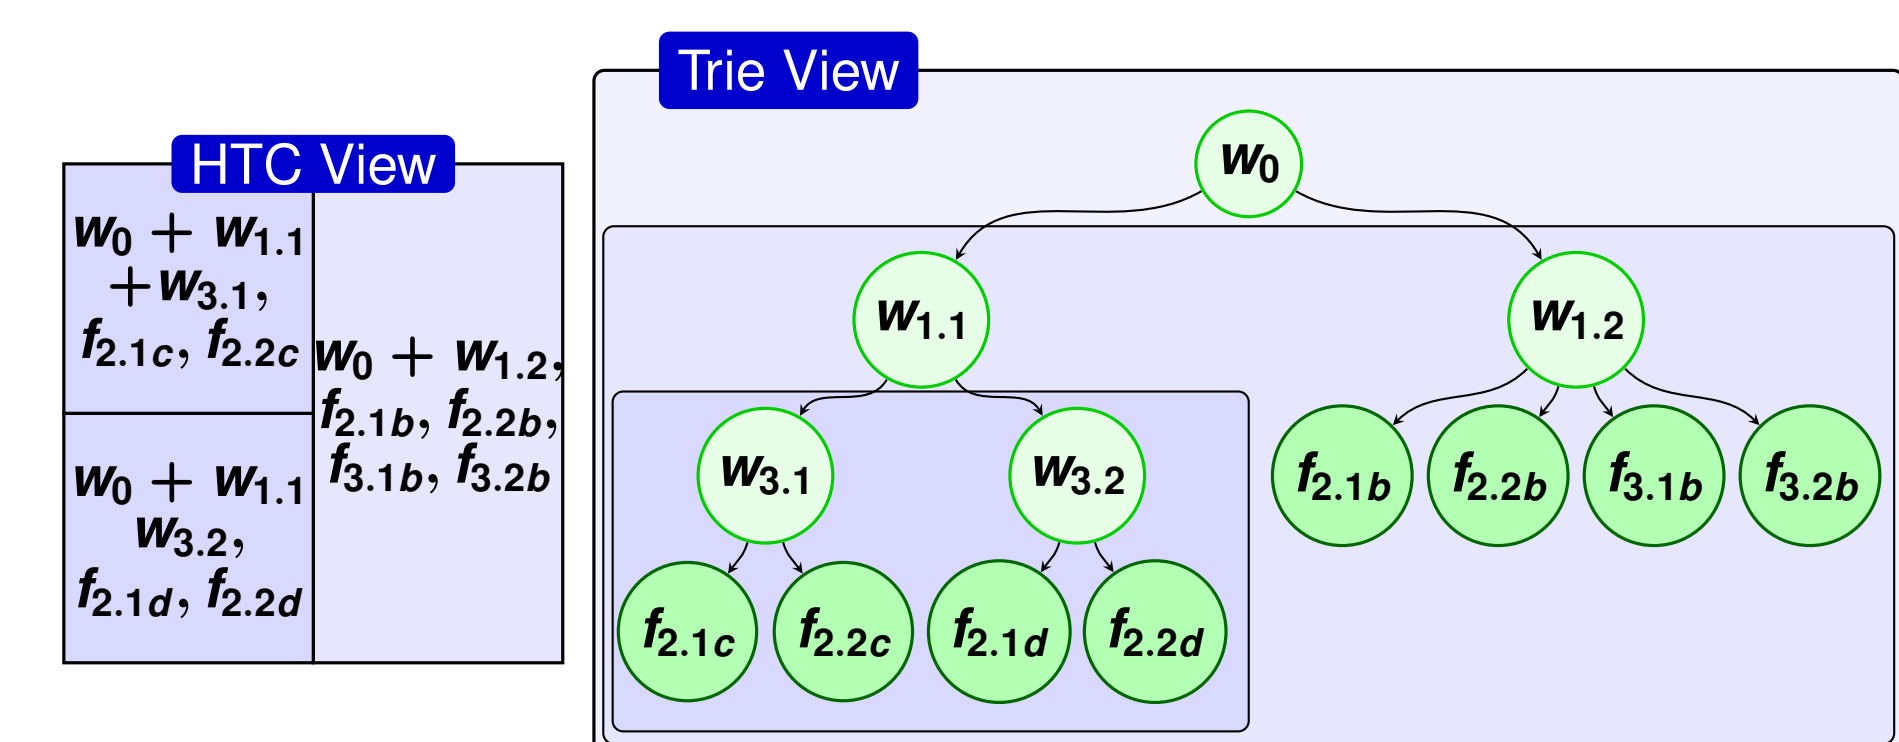 HTC View
w0 + w1.1
+w3.1,
f2.1c, f2.2c
w0 + w1.1
w3.2,
f2.1d, f2.2d
w0 + w1.2,
f2.1b, f2.2b,
f3.1b, f3.2b
Trie View
w0
w1.1 w1.2
w3.1 w3.2 f2.1b f2.2b f3.1b f3.2b
f2.1c f2.2c f2.1d f2.2d